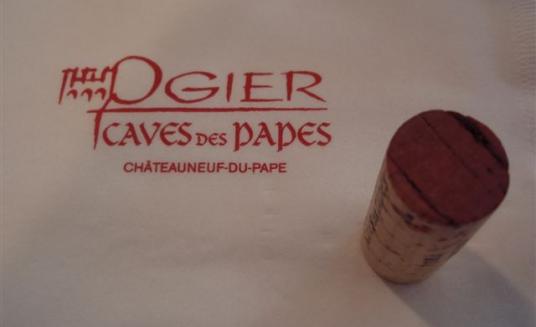 OGIER
CAVES DES PAPES
CHÂTEAUNEUF-DU-PAPE